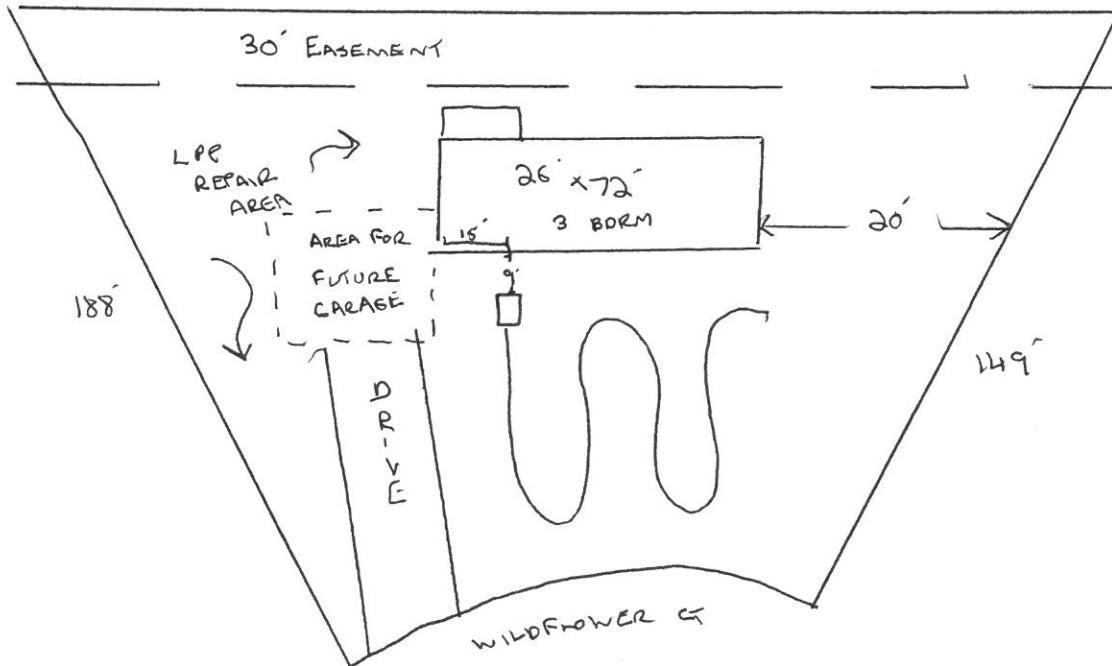 30' EASEMENT
LPP
REPAIR
AREA
26' x 72'
3 BDRM
AREA FOR
FUTURE
GARAGE
15'
9'
20'
188'
149'
DRIVE
WILDFLOWER CT